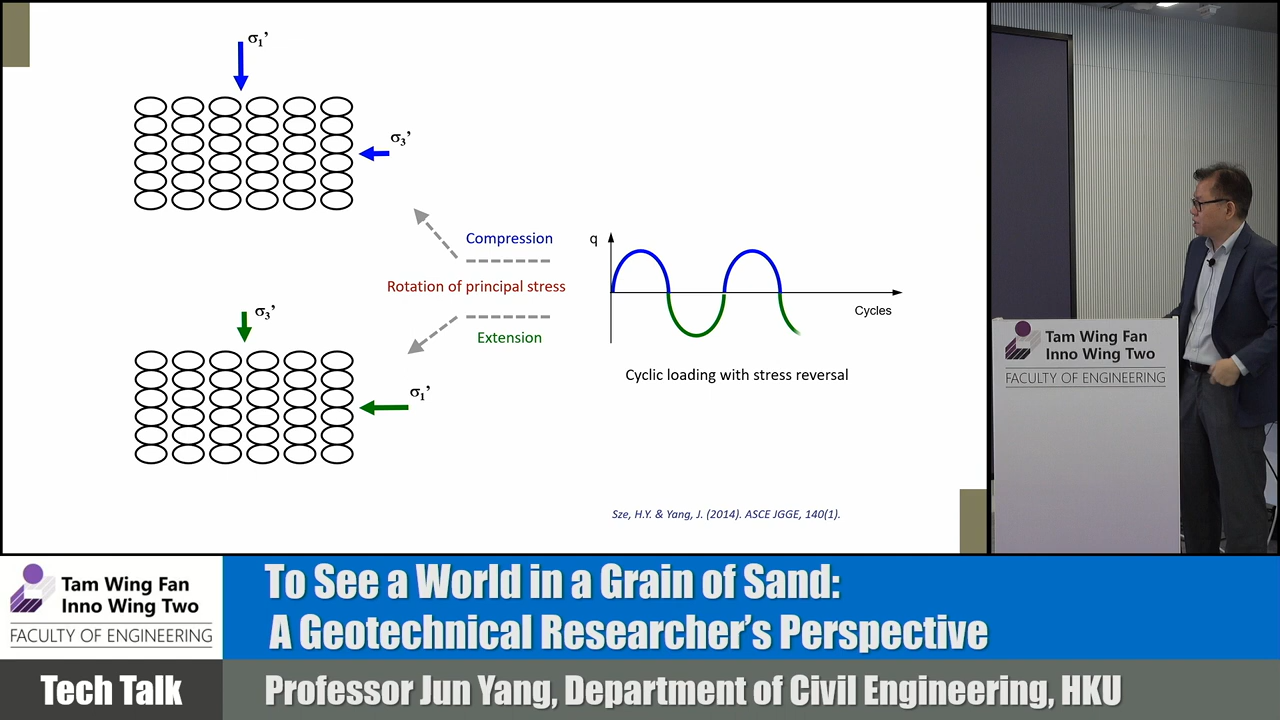 σ1’
σ3’
Compression
Rotation of principal stress
Extension
σ3’
σ1’
q
Cycles
Cyclic loading with stress reversal
Sze, H.Y. & Yang, J. (2014). ASCE JGGE, 140(1).
Tam Wing Fan
Inno Wing Two
FACULTY OF ENGINEERING
Tam Wing Fan
Inno Wing Two
FACULTY OF ENGINEERING
To See a World in a Grain of Sand:
A Geotechnical Researcher’s Perspective
Tech Talk
Professor Jun Yang, Department of Civil Engineering, HKU